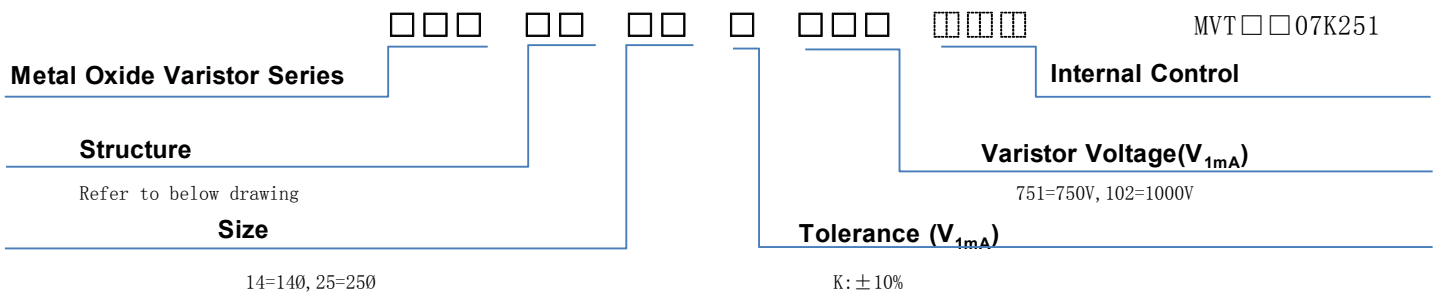 □□□ □□ □□ □ □□□ □□□ MVT□□07K251
Metal Oxide Varistor Series
Internal Control
Structure
Varistor Voltage(V1mA)
Refer to below drawing
751=750V,102=1000V
Size
Tolerance (V1mA)
14=14Ø,25=25Ø
K:±10%